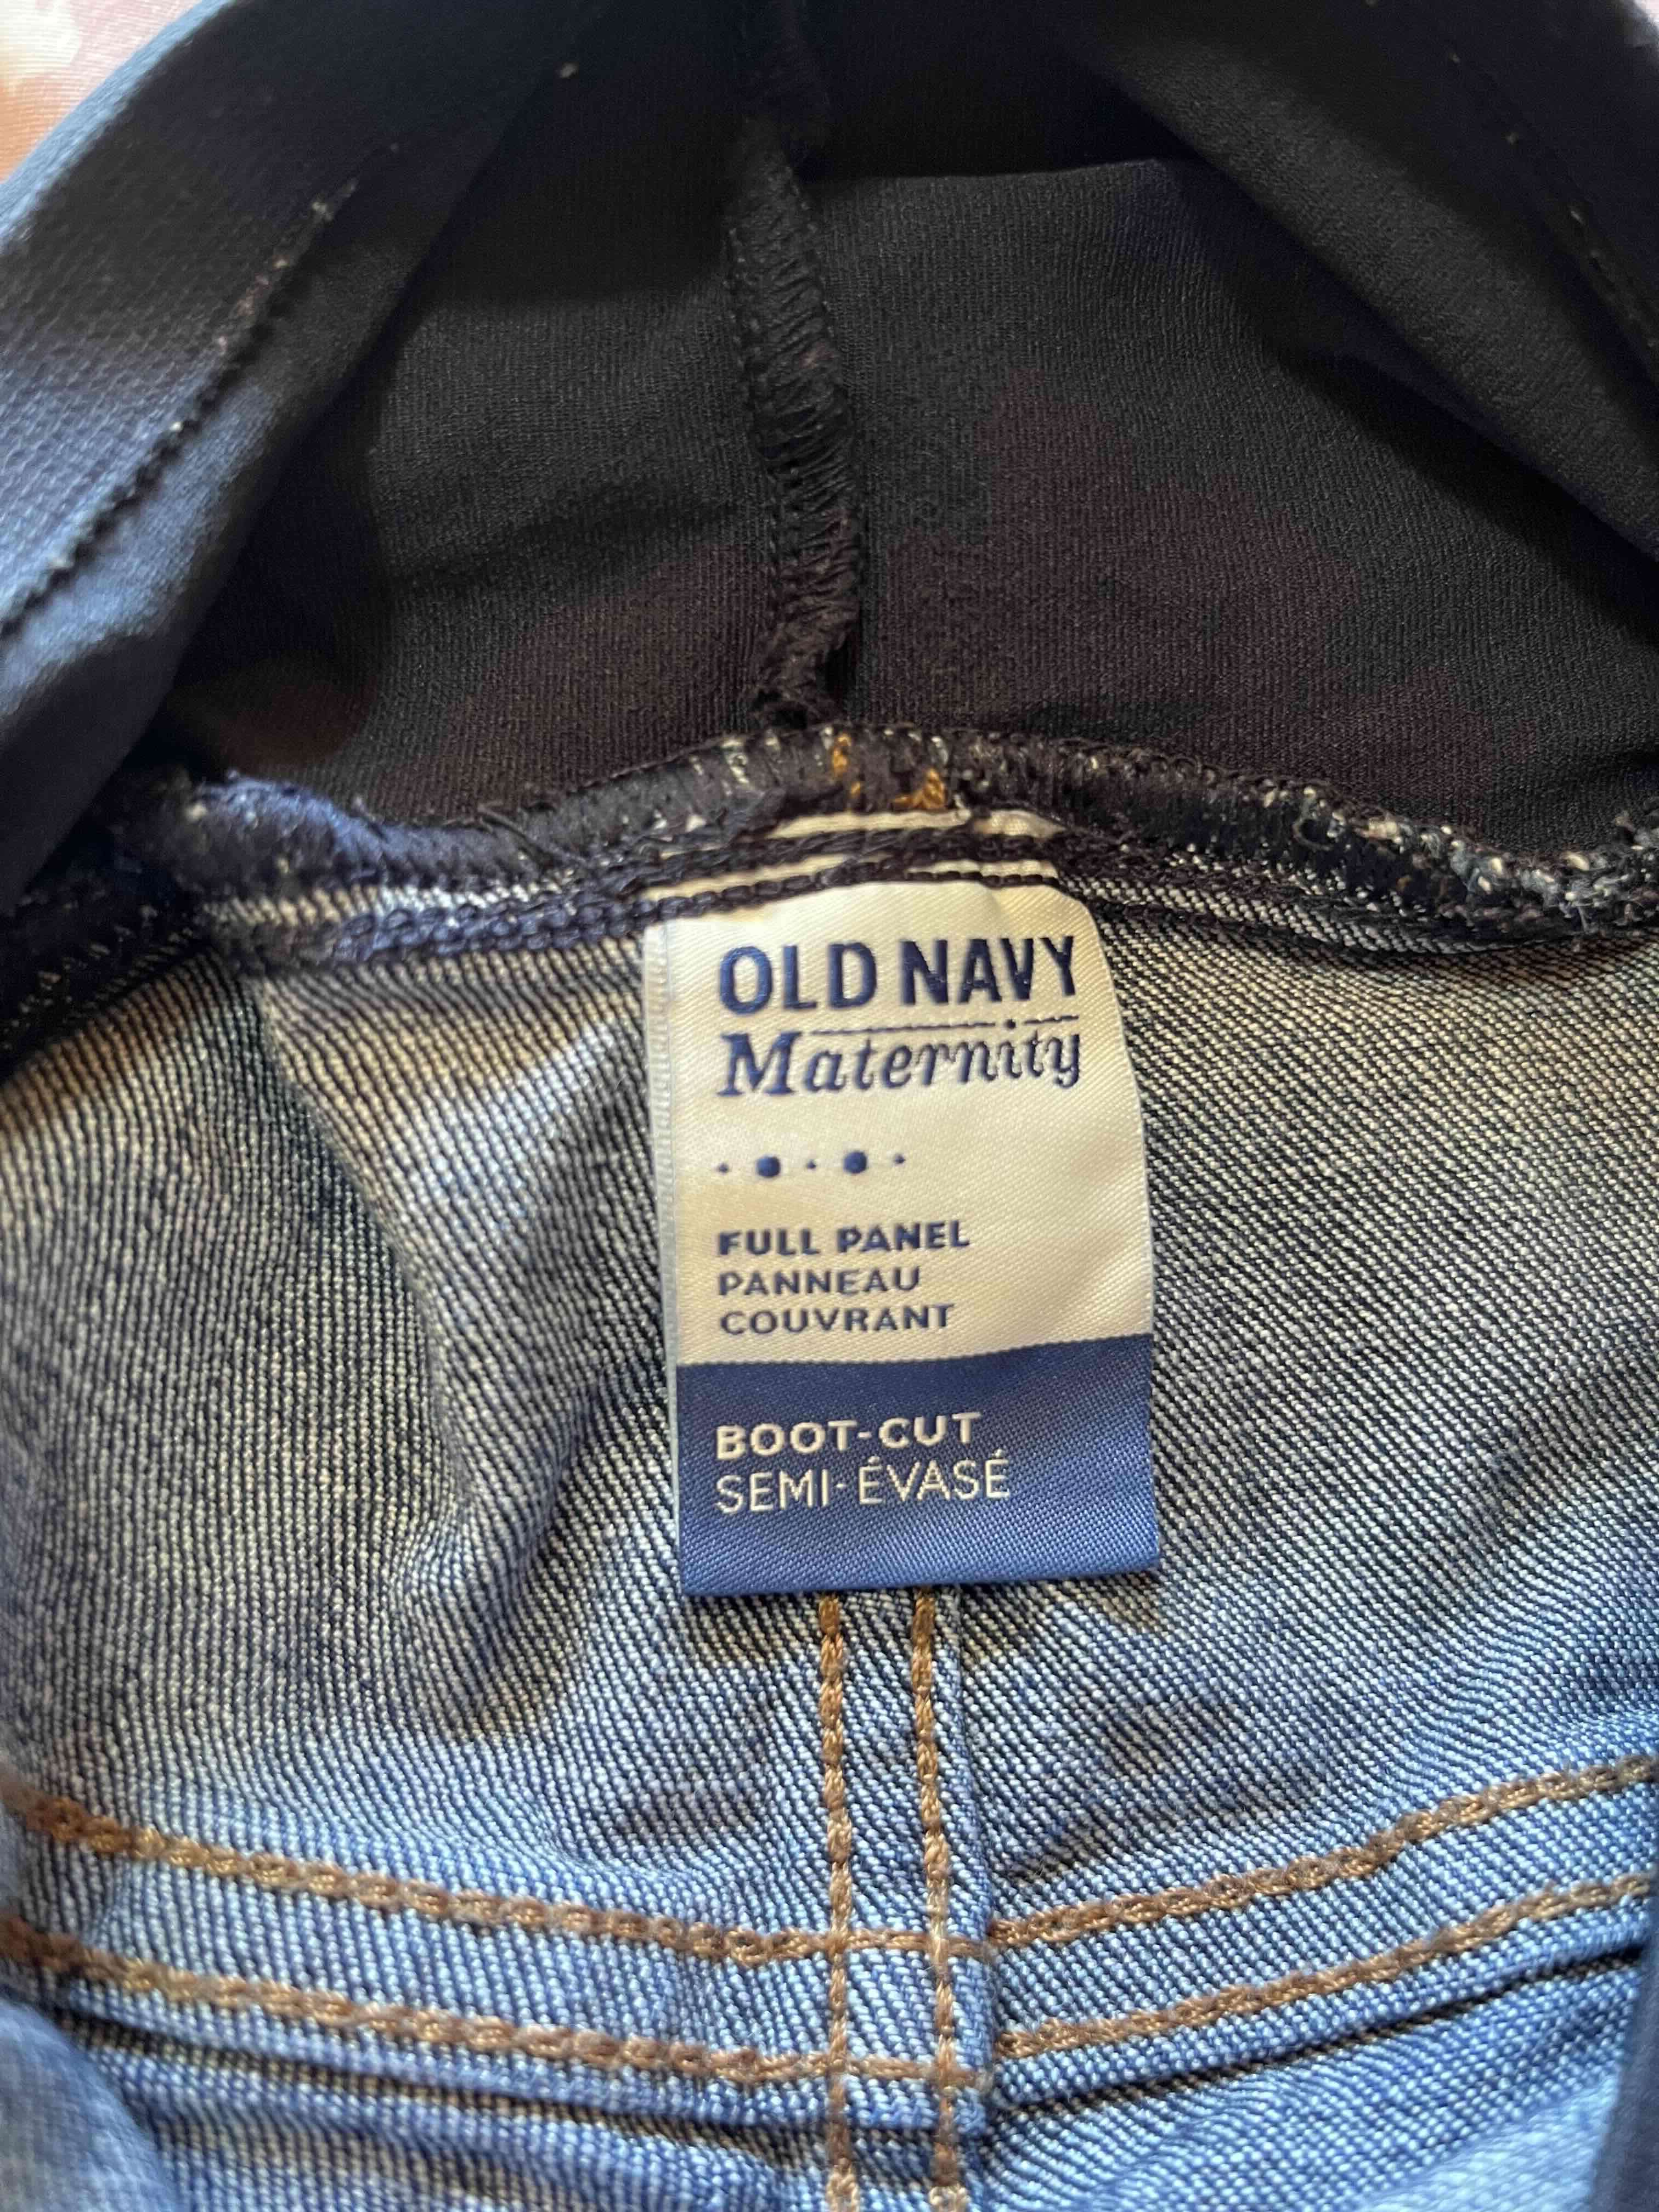 OLD NAVY
Maternity
FULL PANEL
PANNEAU
COUVRANT
BOOT-CUT
SEMI-ÉVASÉ